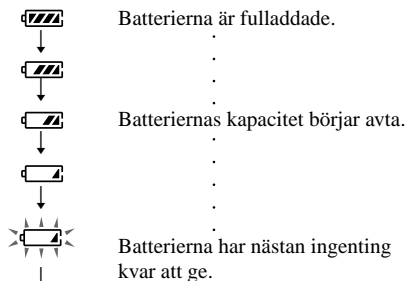 Batterierna är fulladdade.
Batteriernas kapacitet börjar avta.
Batterierna har nästan ingenting
kvar att ge.